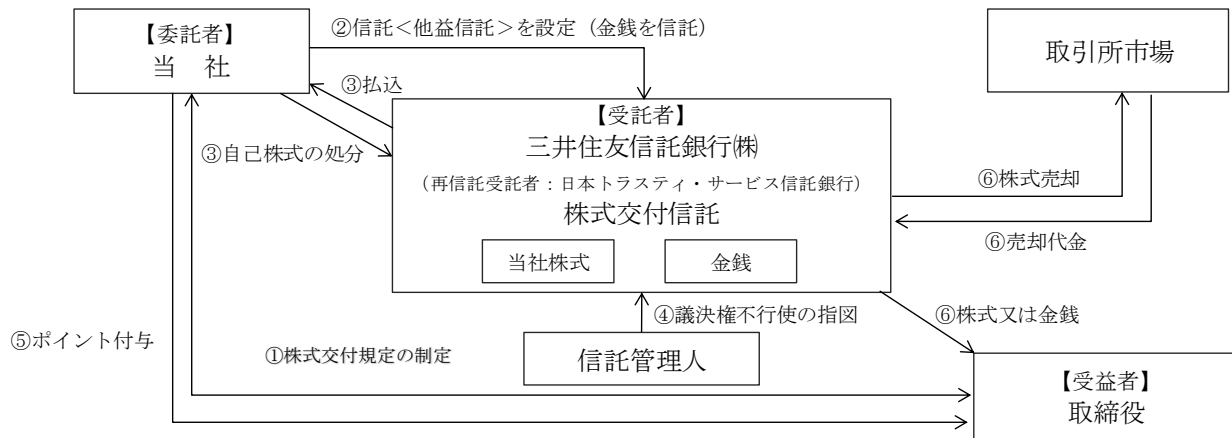 【委託者】
当 社
②信託<他益信託>を設定(金銭を信託)
取引所市場
③払込
③自己株式の処分
【受託者】
三井住友信託銀行㈱
(再信託受託者:日本トラスティ・サービス信託銀行)
株式交付信託
当社株式
金銭
⑥株式売却
⑥売却代金
④議決権不行使の指図
⑥株式又は金銭
⑤ポイント付与
①株式交付規定の制定
信託管理人
【受益者】
取締役